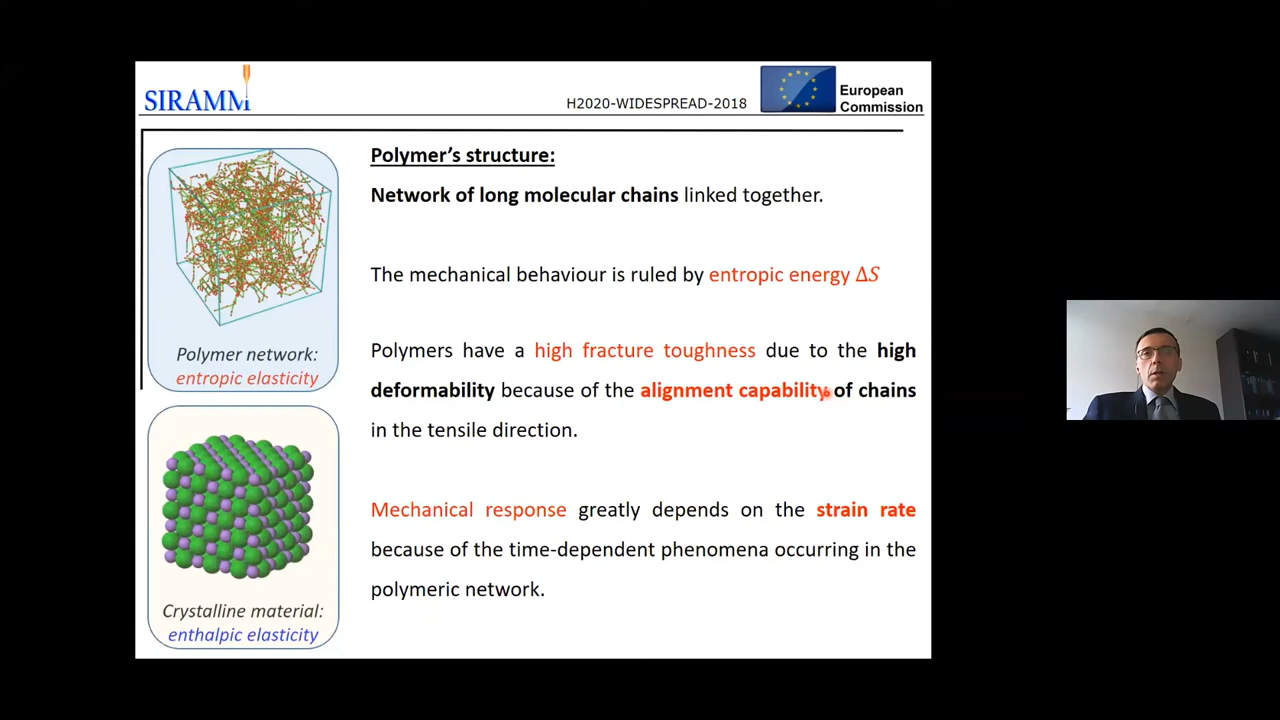 SIRAMM
H2020-WIDESPREAD-2018
European
Commission
Polymer's structure:
Network of long molecular chains linked together.
The mechanical behaviour is ruled by entropic energy ΔS
Polymers have a high fracture toughness due to the high
deformability because of the alignment capability of chains
in the tensile direction.
Mechanical response greatly depends on the strain rate
because of the time-dependent phenomena occurring in the
polymeric network.
Polymer network:
entropic elasticity
Crystalline material:
enthalpic elasticity